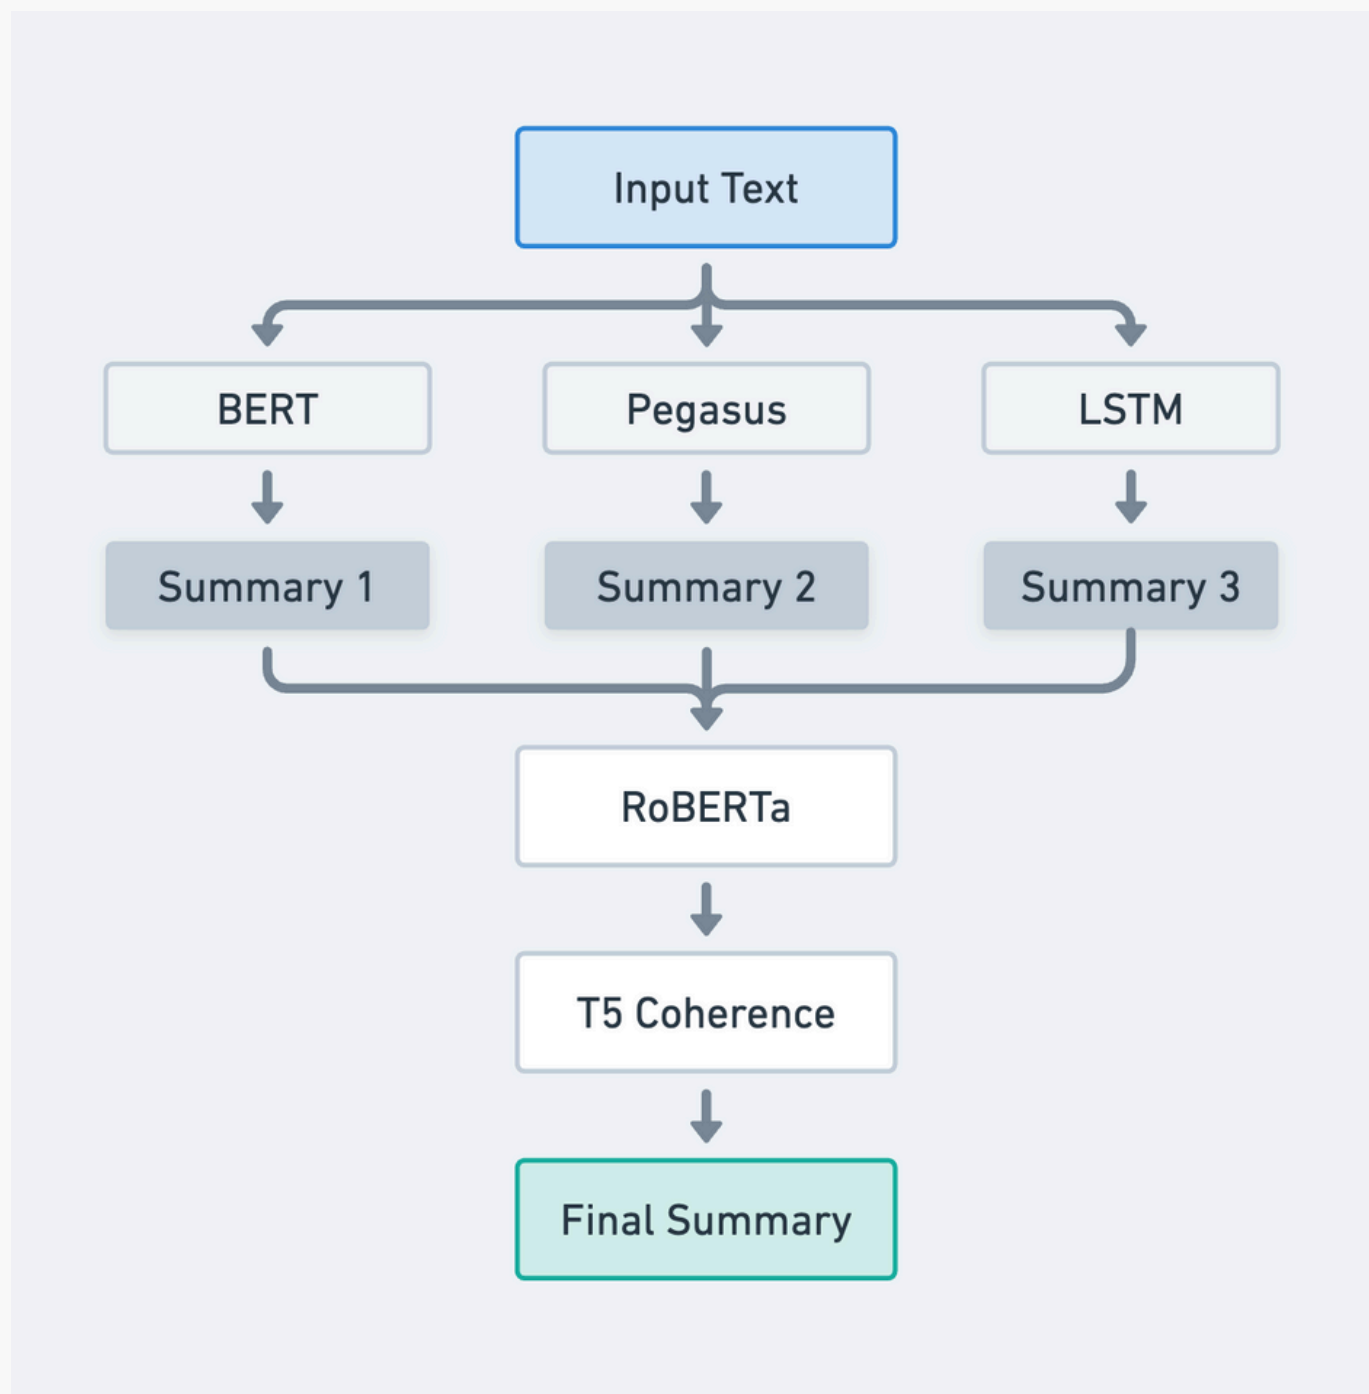 Input Text
BERT
Pegasus
LSTM
Summary 1
Summary 2
Summary 3
RoBERTa
T5 Coherence
Final Summary